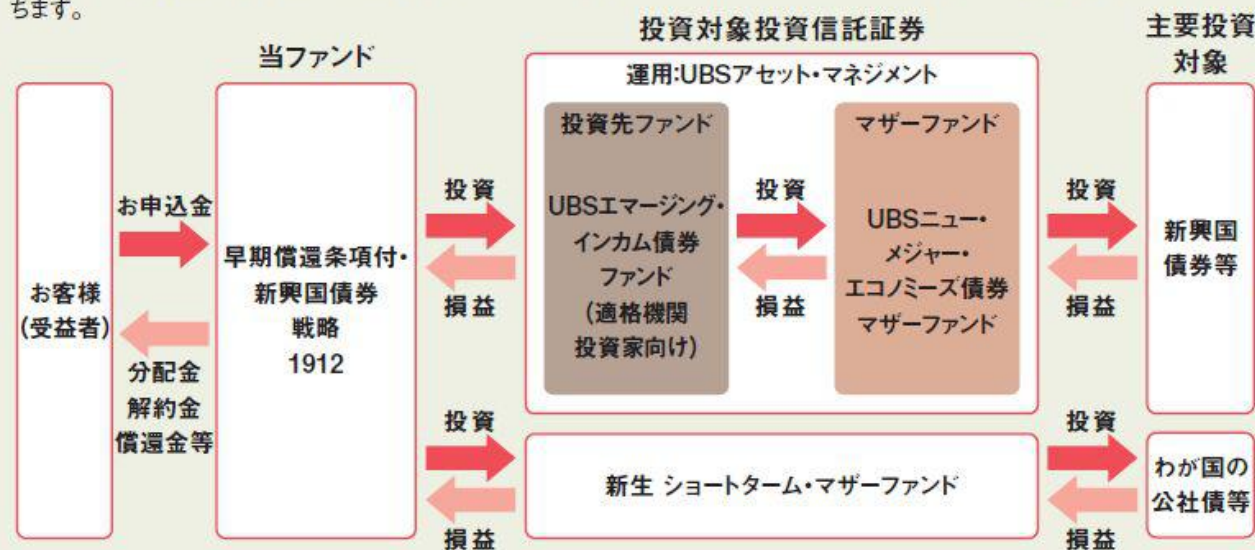 ちます。
投資対象投資信託証券
主要投資
対象
当ファンド
運用:UBSアセット・マネジメント
お客様
(受益者)
お申込金
分配金
解約金
償還金等
早期償還条項付・
新興国債券
戦略
1912
投資
損益
投資先ファンド
UBSエマージング・
インカム債券
ファンド
(適格機関
投資家向け)
投資
損益
マザーファンド
UBSニュー・
メジャー・
エコノミーズ債券
マザーファンド
投資
損益
新興国
債券等
投資
損益
新生 ショートターム・マザーファンド
投資
損益
わが国の
公社債等